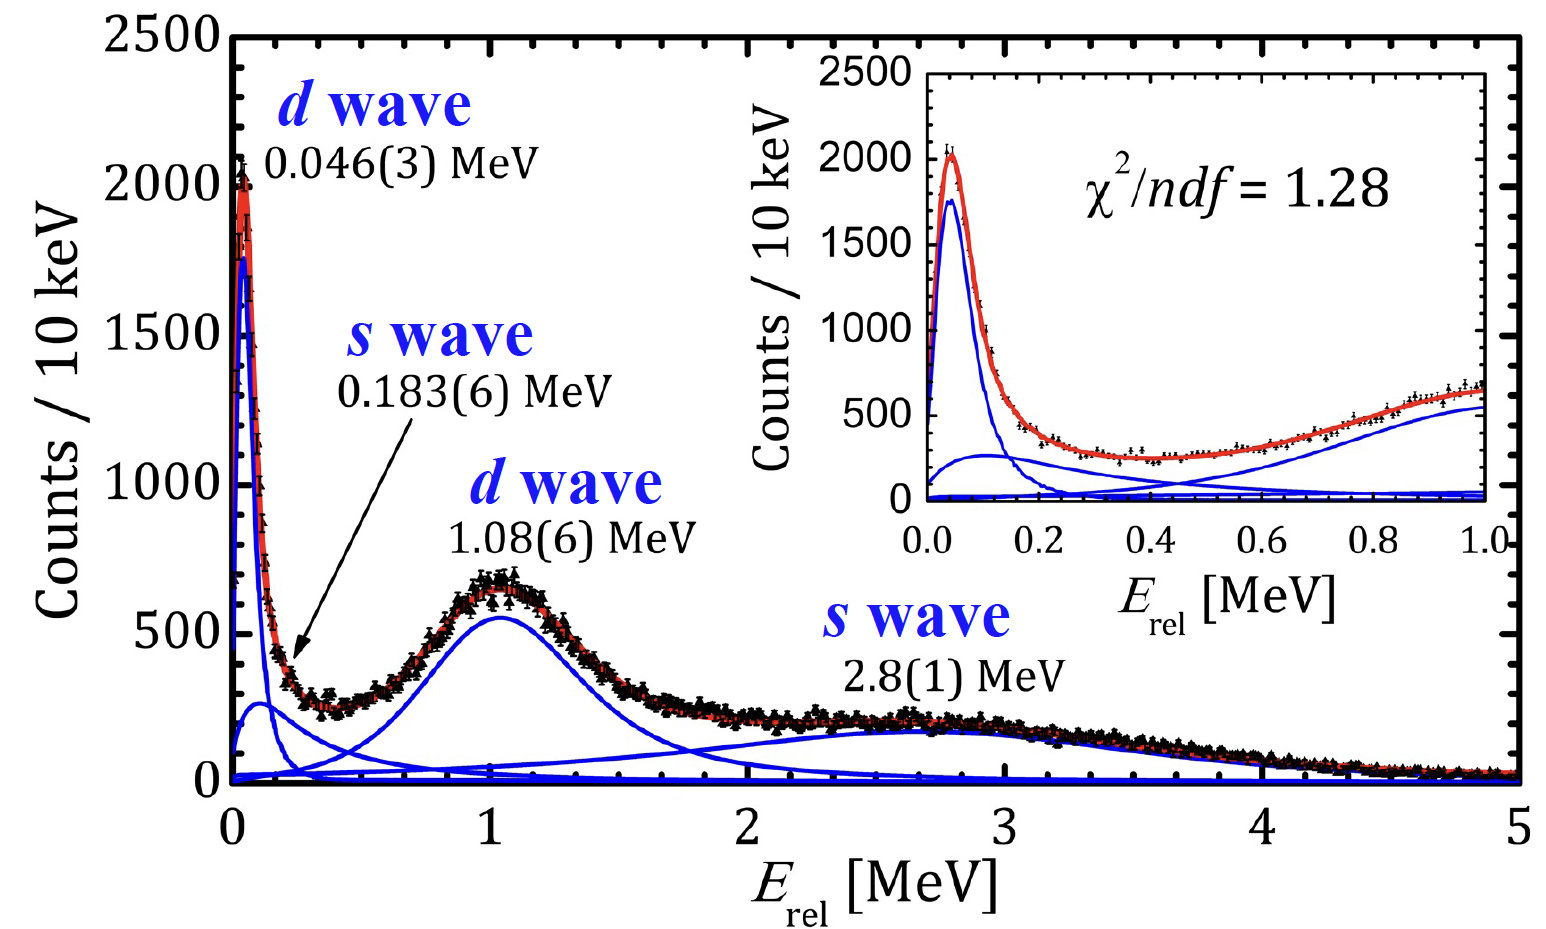 2500
2000
1500
1000
500
0
Counts / 10 keV
d wave
0.046(3) MeV
s wave
0.183(6) MeV
d wave
1.08(6) MeV
s wave
2.8(1) MeV
0 1 2 3 4 5
E_rel [MeV]
2500
2000
1500
1000
500
0
Counts / 10 keV
χ²/ndf = 1.28
0.0 0.2 0.4 0.6 0.8 1.0
E_rel [MeV]